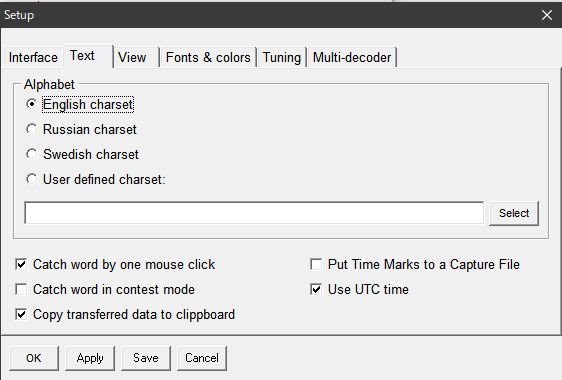 Setup
Interface Text View Fonts & colors Tuning Multi-decoder
Alphabet
English charset
Russian charset
Swedish charset
User defined charset:
Select
Catch word by one mouse click Put Time Marks to a Capture File
Catch word in contest mode Use UTC time
Copy transferred data to clippboard
OK Apply Save Cancel